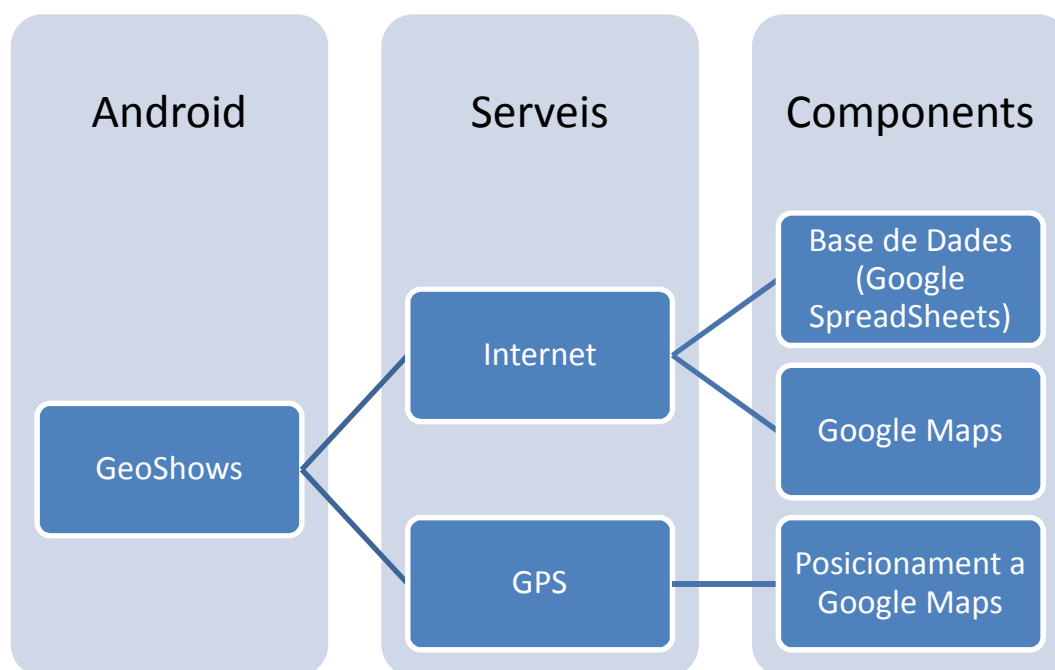 Android
Serveis
Components
GeoShows
Internet
GPS
Base de Dades
(Google
SpreadSheets)
Google Maps
Posicionament a
Google Maps